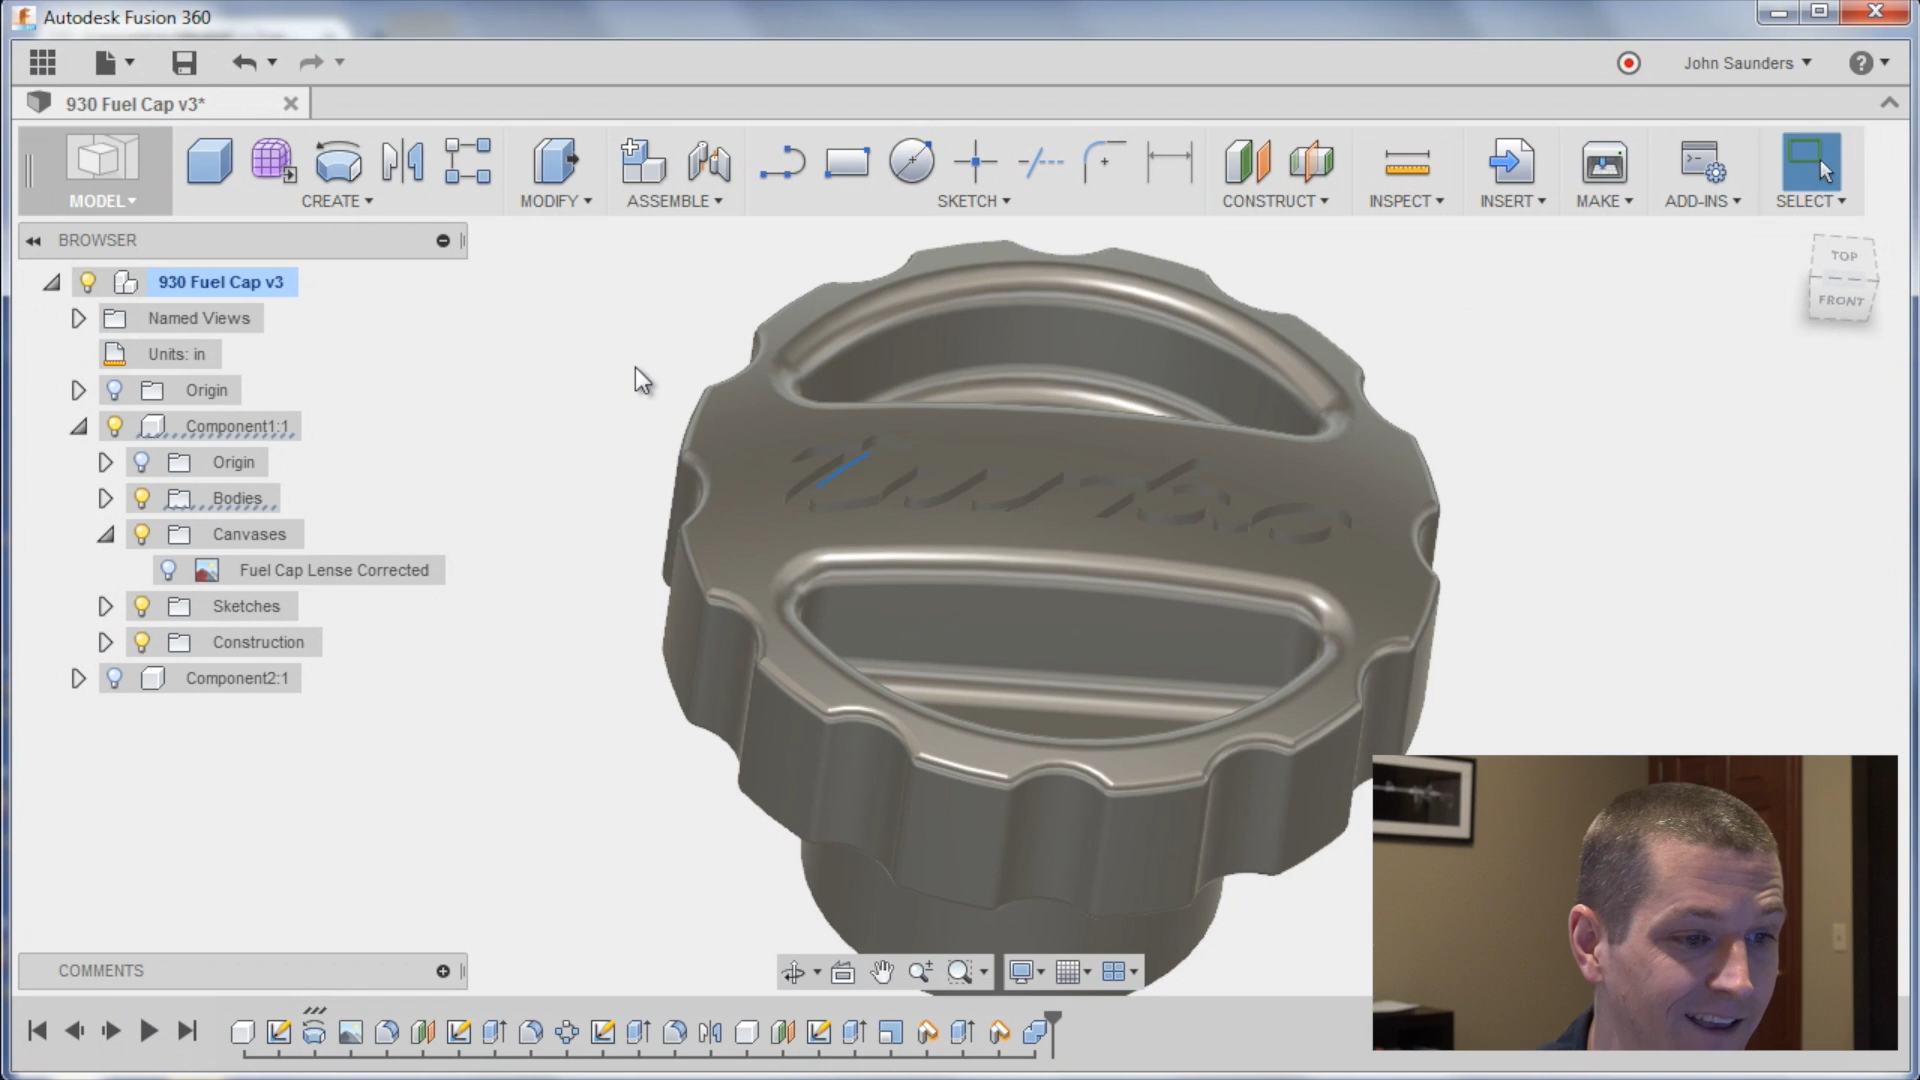 Autodesk Fusion 360
John Saunders
930 Fuel Cap v3*
MODEL
CREATE
MODIFY
ASSEMBLE
SKETCH
CONSTRUCT
INSPECT
INSERT
MAKE
ADD-INS
SELECT
BROWSER
930 Fuel Cap v3
Named Views
Units: in
Origin
Component1:1
Origin
Bodies
Canvases
Fuel Cap Lense Corrected
Sketches
Construction
Component2:1
TOP
FRONT
turbo
COMMENTS